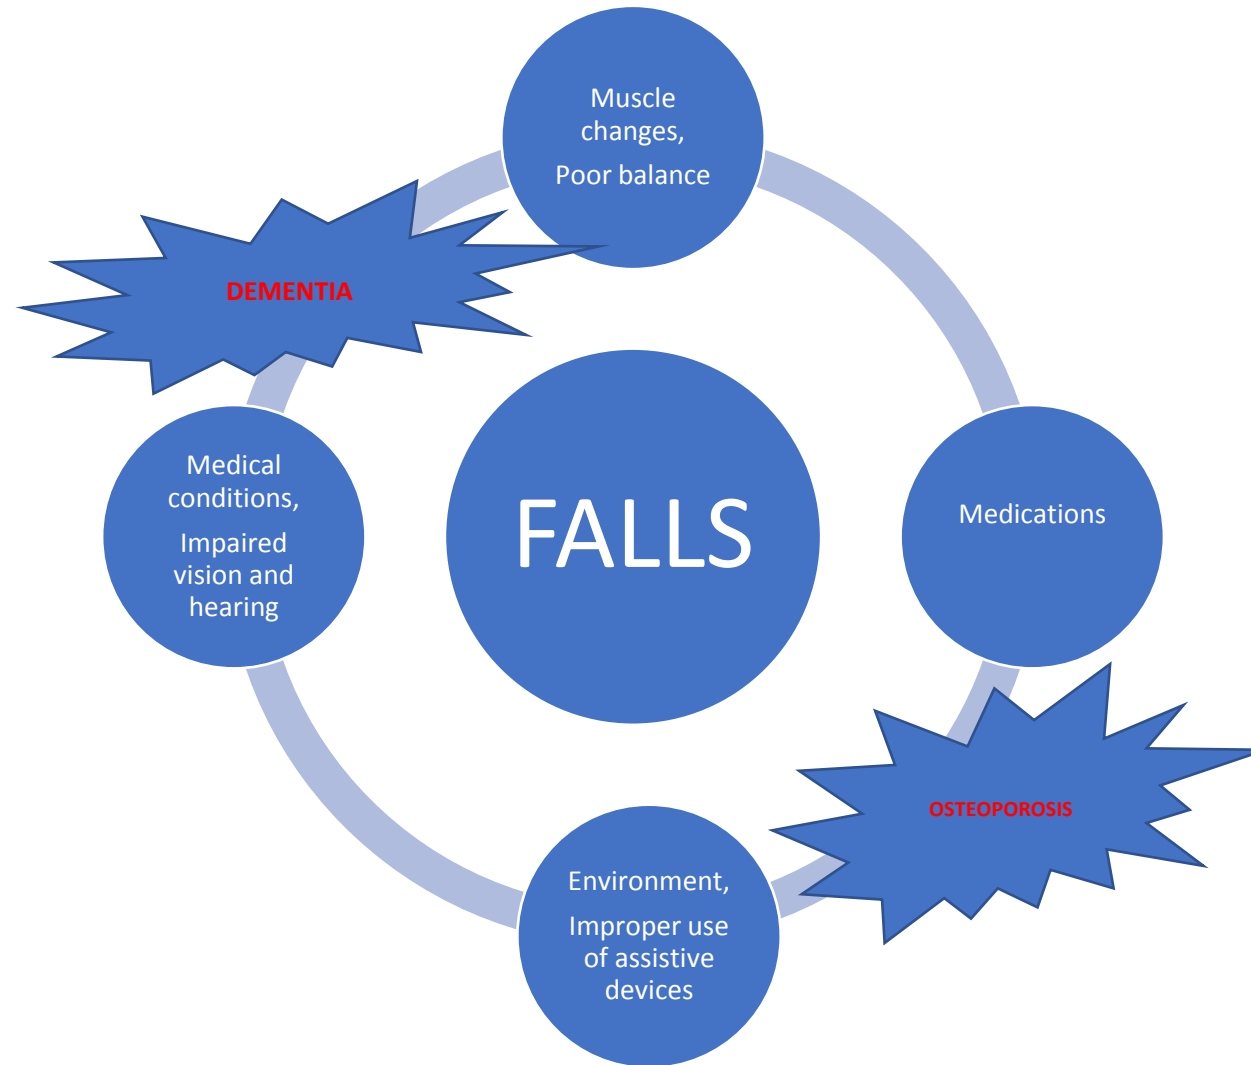 Muscle
changes,
Poor balance
DEMENTIA
Medical
conditions,
Impaired
vision and
hearing
FALLS
Medications
OSTEOPOROSIS
Environment,
Improper use
of assistive
devices